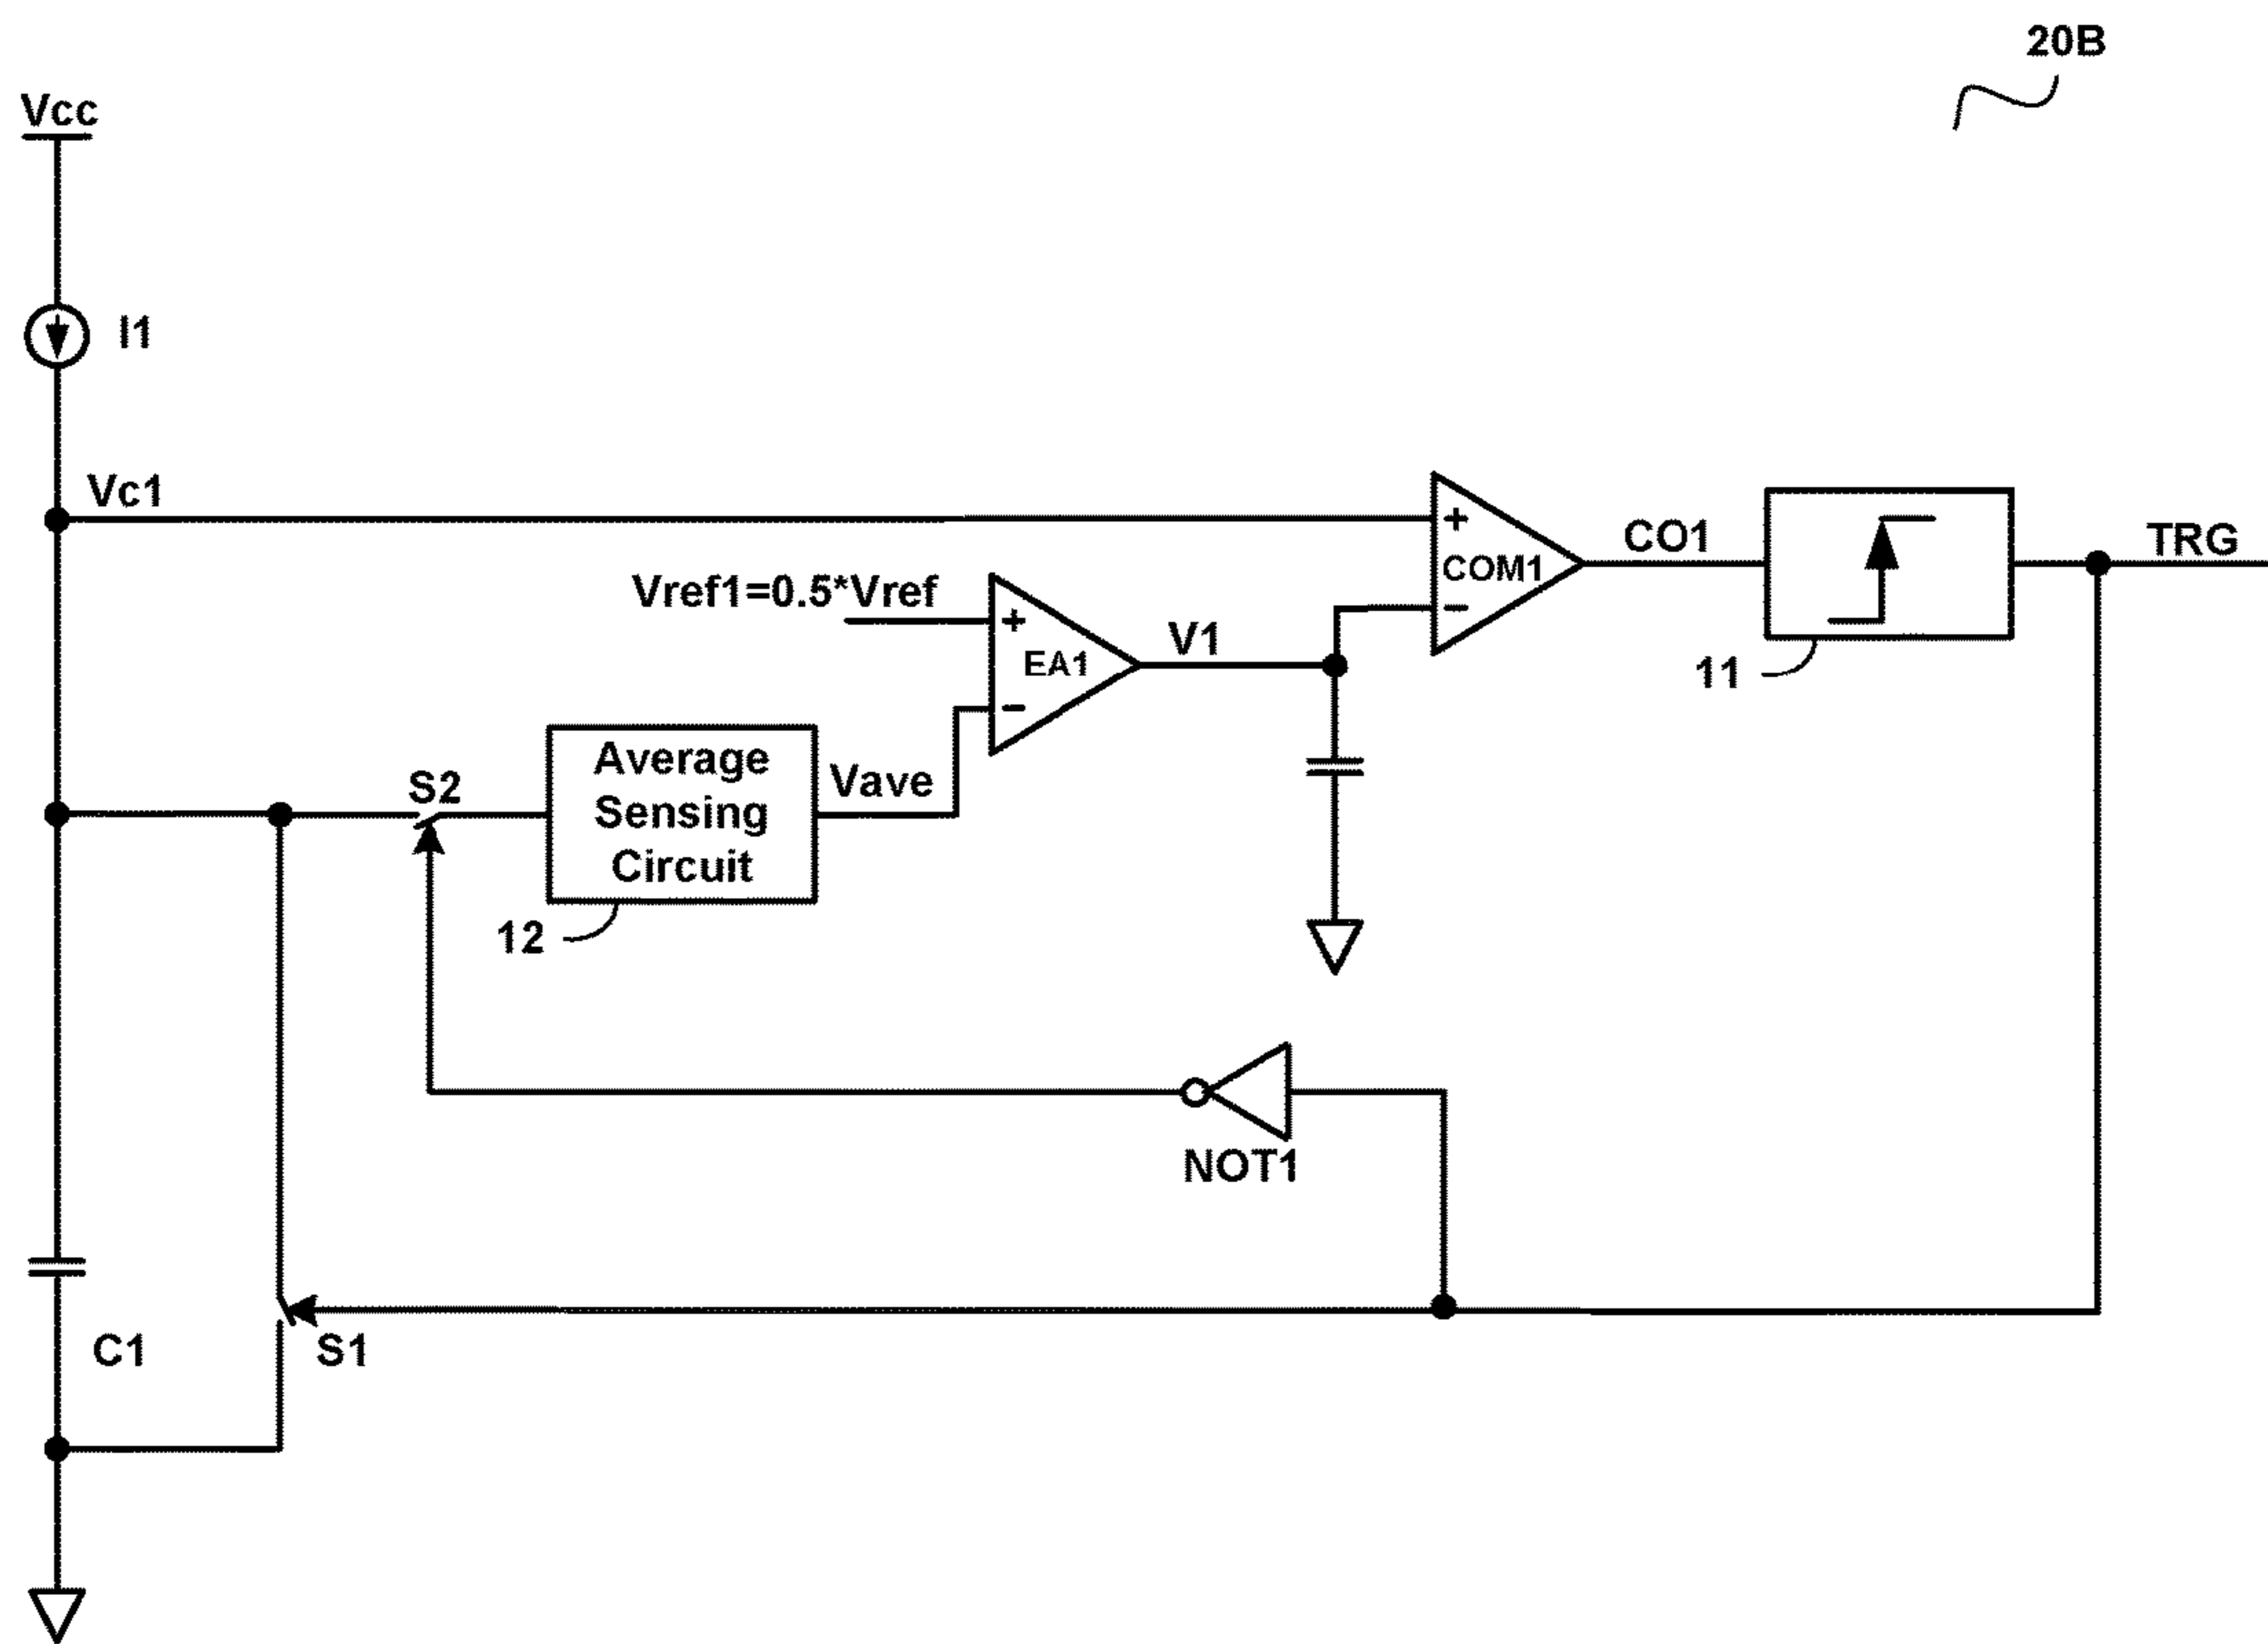 20B
Vcc
I1
Vc1
+
COM1
−
CO1
TRG
11
Vref1=0.5*Vref
+
EA1
−
V1
S2
Average
Sensing
Circuit
Vave
12
NOT1
C1
S1